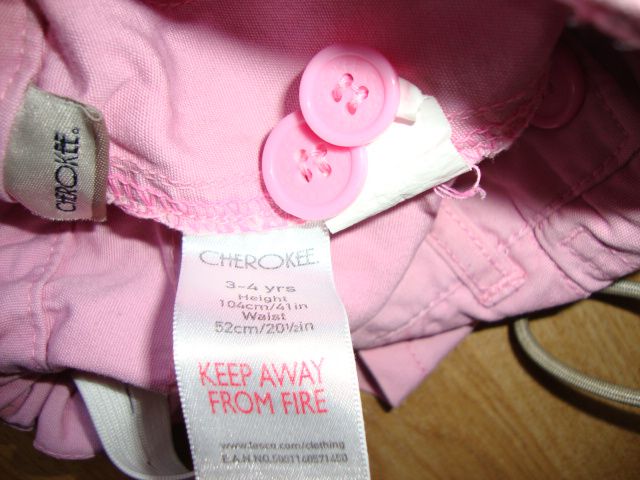 CHEROKEE
CHEROKEE
3-4 yrs
Height
104cm/41in
Waist
52cm/20½in
KEEP AWAY
FROM FIRE
www.tesco.com/clothing
E.A.N.NO.